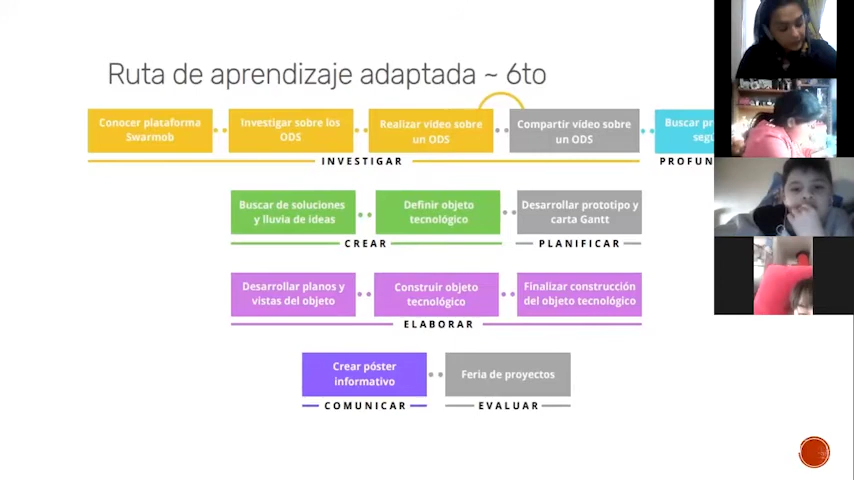 Ruta de aprendizaje adaptada ~ 6to
Conocer plataforma
Swarmob
Investigar sobre los
ODS
Realizar vídeo sobre
un ODS
Compartir vídeo sobre
un ODS
Buscar
INVESTIGAR
Buscar de soluciones
y lluvia de ideas
Definir objeto
tecnológico
Desarrollar prototipo y
carta Gantt
CREAR
PLANIFICAR
Desarrollar planos y
vistas del objeto
Construir objeto
tecnológico
Finalizar construcción
del objeto tecnológico
ELABORAR
Crear póster
informativo
Feria de proyectos
COMUNICAR
EVALUAR